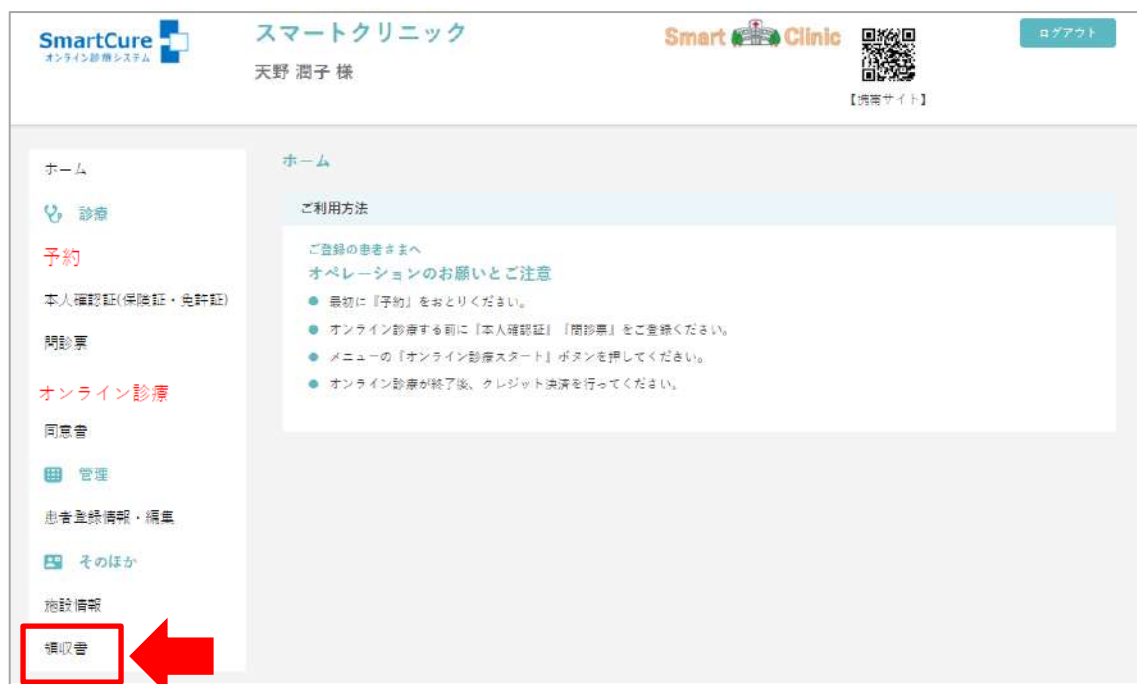 SmartCure
オンライン診療システム
スマートクリニック
天野 潤子 様
Smart Clinic
【携帯サイト】
ログアウト
ホーム
診療
予約
本人確認証(保険証・免許証)
問診票
オンライン診療
同意書
管理
患者登録情報・編集
そのほか
施設情報
領収書
ホーム
ご利用方法
ご登録の患者さまへ
オペレーションのお願いとご注意
● 最初に『予約』をおとりください。
● オンライン診療する前に『本人確認証』『問診票』をご登録ください。
● メニューの『オンライン診療スタート』ボタンを押してください。
● オンライン診療が終了後、クレジット決済を行ってください。